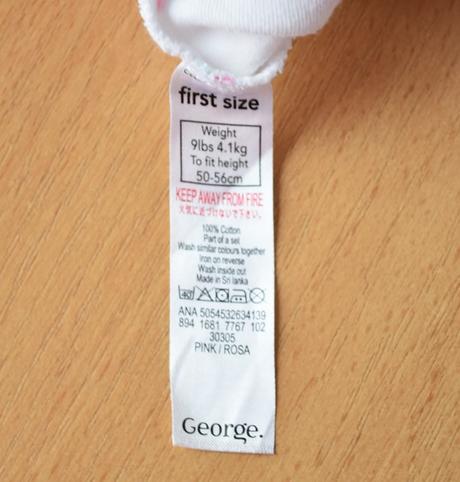 first size
Weight
9lbs 4.1kg
To fit height
50-56cm
KEEP AWAY FROM FIRE
火気に近づけないで下さい。
100% Cotton
Part of a set
Wash similar colours together
Iron on reverse
Wash inside out
Made in Sri lanka
ANA 5054532634139
894 1681 7767 102
30305
PINK / ROSA
George.